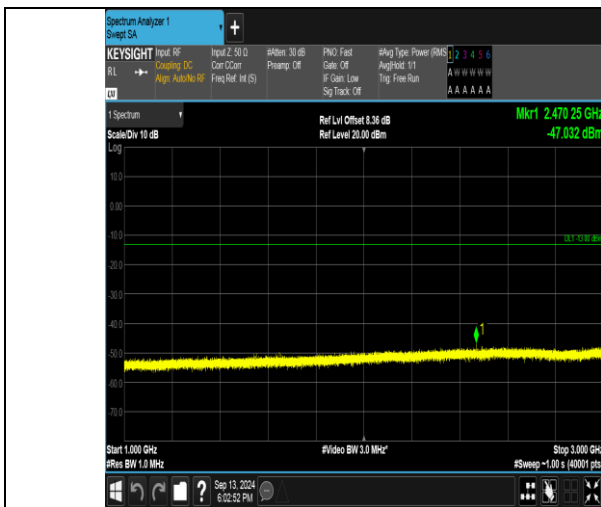 Spectrum Analyzer 1
Swept SA
+
KEYSIGHT
RL
Input: RF
Coupling: DC
Align: Auto/No RF
Input Z: 50 Ω
Corr CCorr
Freq Ref: Int (S)
#Atten: 30 dB
Preamp: Off
PNO: Fast
Gate: Off
IF Gain: Low
Sig Track: Off
#Avg Type: Power (RMS
Avg|Hold: 1/1
Trig: Free Run
1 2 3 4 5 6
A W W W W W
A A A A A A
1 Spectrum
Scale/Div 10 dB
Log
Ref Lvl Offset 8.36 dB
Ref Level 20.00 dBm
Mkr1 2.470 25 GHz
-47.032 dBm
10.0
0.00
-10.0
DL1 -13.00 dBm
-20.0
-30.0
-40.0
1
-50.0
-60.0
-70.0
Start 1.000 GHz
#Res BW 1.0 MHz
#Video BW 3.0 MHz*
Stop 3.000 GHz
#Sweep ~1.00 s (40001 pts
?
Sep 13, 2024
6:02:52 PM